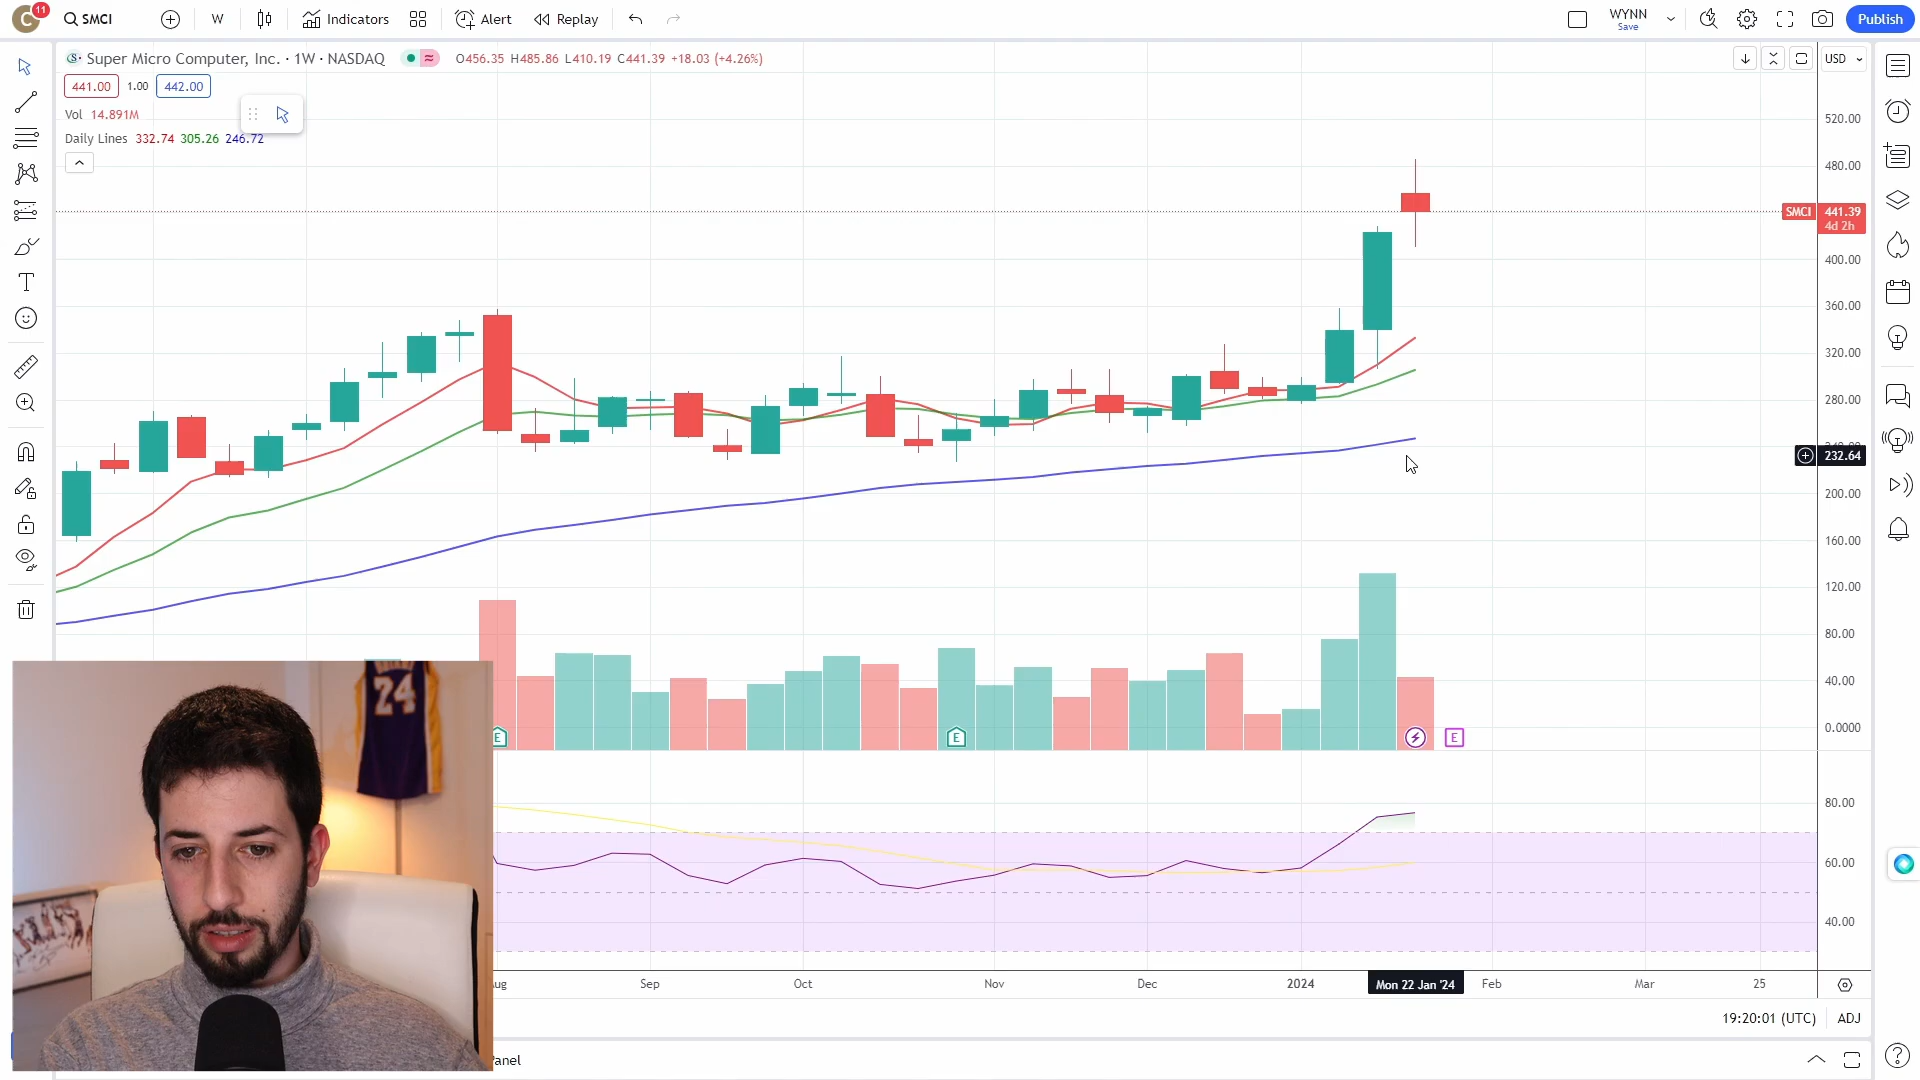 C 11 SMCI W Indicators Alert Replay WYNN Save Publish
Super Micro Computer, Inc. · 1W · NASDAQ O456.35 H485.86 L410.19 C441.39 +18.03 (+4.26%) USD
441.00 1.00 442.00
Vol 14.891M
Daily Lines 332.74 305.26 246.72
520.00
480.00
SMCI 441.39
4d 2h
400.00
360.00
320.00
280.00
240.00
232.64
200.00
160.00
120.00
80.00
40.00
0.0000
E E E
80.00
60.00
40.00
24
ug Sep Oct Nov Dec 2024 Mon 22 Jan '24 Feb Mar 25
19:20:01 (UTC) ADJ
anel